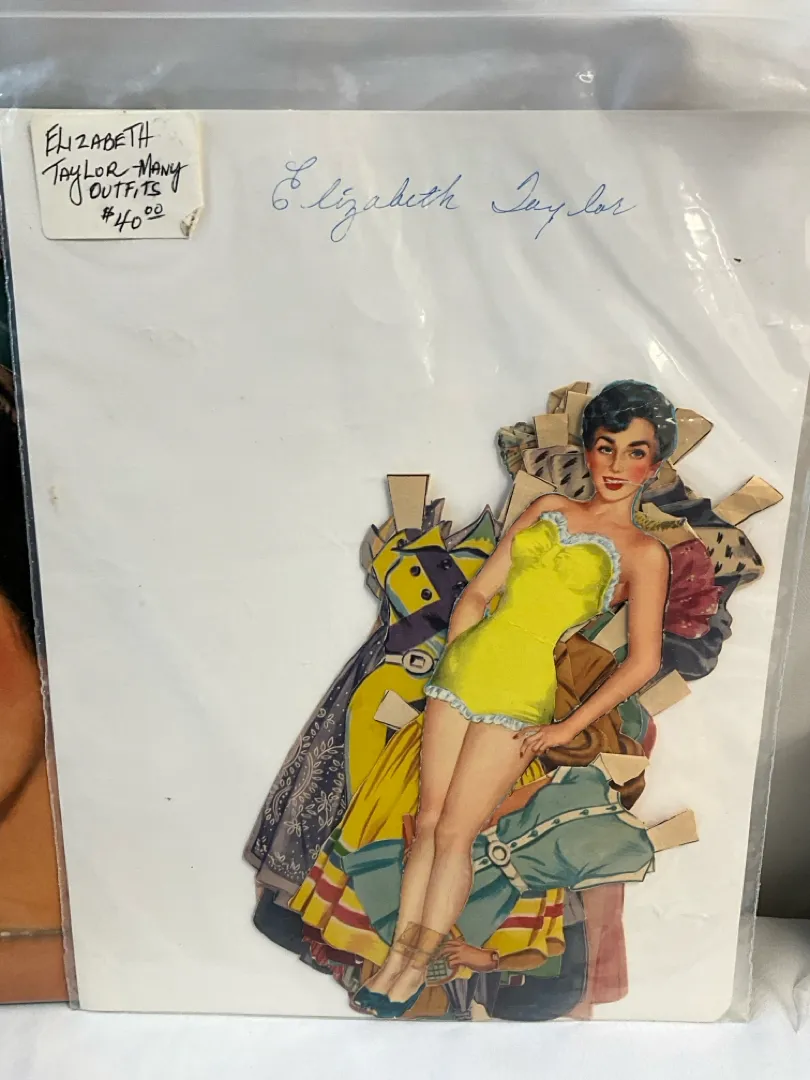 ELIZABETH
TAYLOR-MANY
OUTFITS
$40.00
Elizabeth Taylor